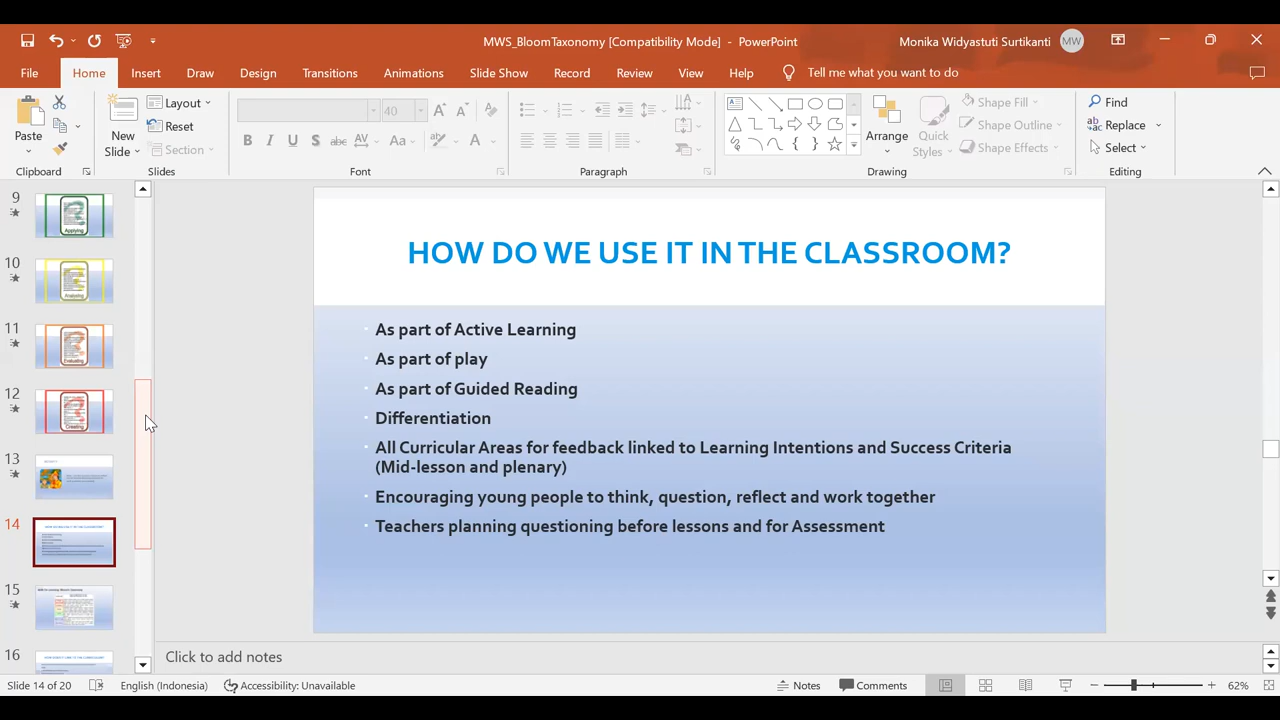 MWS_BloomTaxonomy [Compatibility Mode] - PowerPoint
Monika Widyastuti Surtikanti MW
File Home Insert Draw Design Transitions Animations Slide Show Record Review View Help Tell me what you want to do
Paste
New Slide
Layout
Reset
Section
40
B I U S abc AV Aa A
Arrange
Quick Styles
Shape Fill
Shape Outline
Shape Effects
Find
Replace
Select
Clipboard Slides Font Paragraph Drawing Editing
9
Applying
10
Analysing
11
Evaluating
12
Creating
13
14
15
16
HOW DO WE USE IT IN THE CLASSROOM?
As part of Active Learning
As part of play
As part of Guided Reading
Differentiation
All Curricular Areas for feedback linked to Learning Intentions and Success Criteria
(Mid-lesson and plenary)
Encouraging young people to think, question, reflect and work together
Teachers planning questioning before lessons and for Assessment
Click to add notes
Slide 14 of 20 English (Indonesia) Accessibility: Unavailable Notes Comments 62%